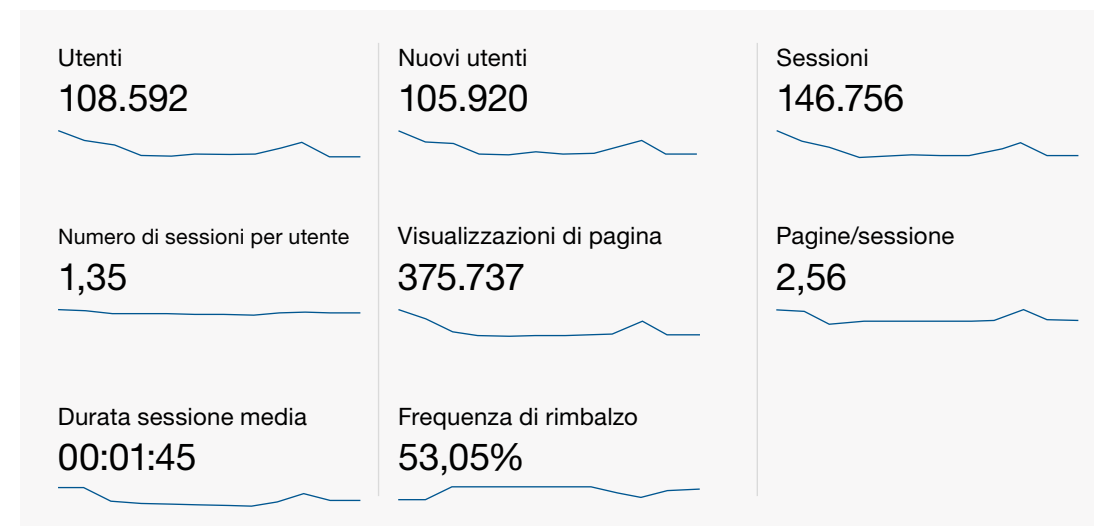 Utenti
108.592
Nuovi utenti
105.920
Sessioni
146.756
Numero di sessioni per utente
1,35
Visualizzazioni di pagina
375.737
Pagine/sessione
2,56
Durata sessione media
00:01:45
Frequenza di rimbalzo
53,05%